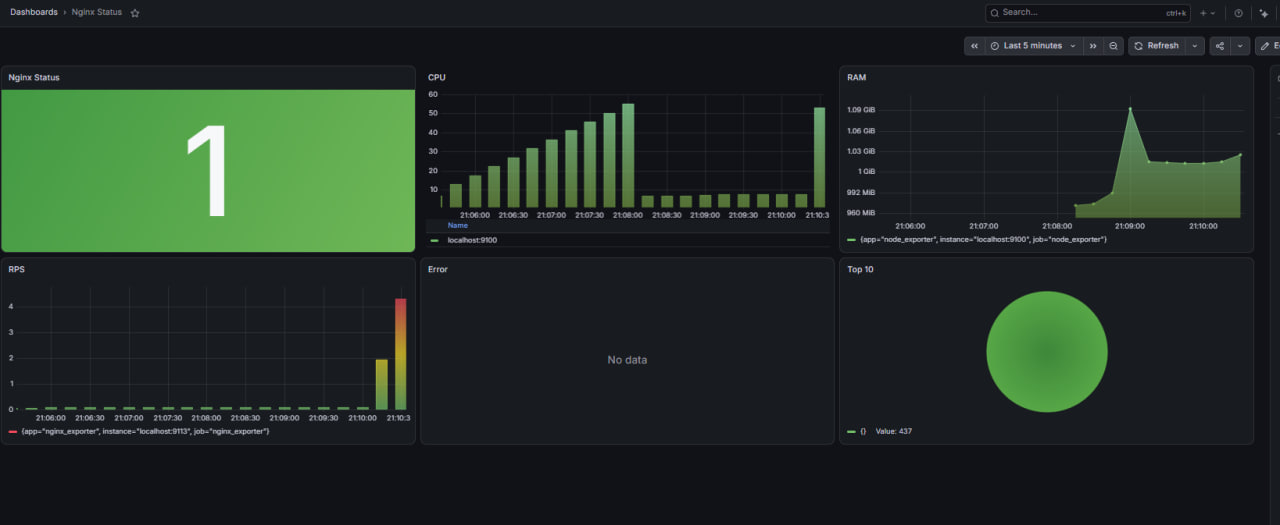 Dashboards › Nginx Status
Search...
ctrl+k
Last 5 minutes
Refresh
Nginx Status
1
CPU
60
50
40
30
20
10
21:06:00 21:06:30 21:07:00 21:07:30 21:08:00 21:08:30 21:09:00 21:09:30 21:10:00 21:10:3
Name
localhost:9100
RAM
1.09 GiB
1.06 GiB
1.03 GiB
1 GiB
992 MiB
960 MiB
21:06:00 21:07:00 21:08:00 21:09:00 21:10:00
{app="node_exporter", instance="localhost:9100", job="node_exporter"}
RPS
4
3
2
1
0
21:06:00 21:06:30 21:07:00 21:07:30 21:08:00 21:08:30 21:09:00 21:09:30 21:10:00 21:10:3
{app="nginx_exporter", instance="localhost:9113", job="nginx_exporter"}
Error
No data
Top 10
{} Value: 437